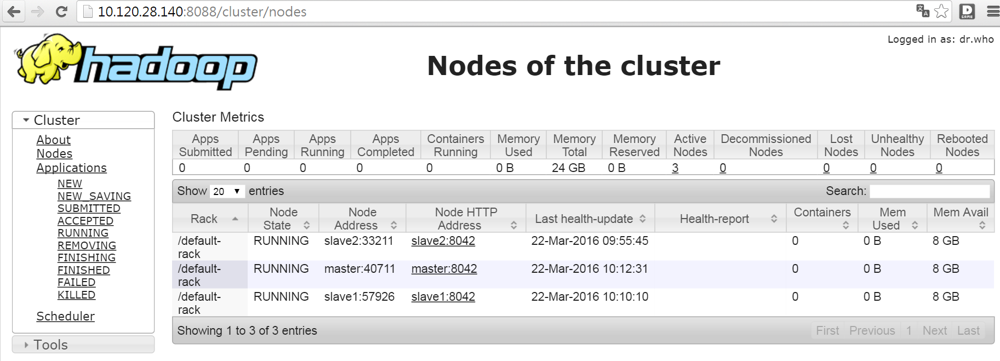 10.120.28.140:8088/cluster/nodes
Logged in as: dr.who
hadoop
Nodes of the cluster
Cluster
About
Nodes
Applications
NEW
NEW_SAVING
SUBMITTED
ACCEPTED
RUNNING
REMOVING
FINISHING
FINISHED
FAILED
KILLED
Scheduler
Tools
Cluster Metrics
Apps Submitted Apps Pending Apps Running Apps Completed Containers Running Memory Used Memory Total Memory Reserved Active Nodes Decommissioned Nodes Lost Nodes Unhealthy Nodes Rebooted Nodes
0 0 0 0 0 0 B 24 GB 0 B 3 0 0 0 0
Show 20 entries Search:
Rack Node State Node Address Node HTTP Address Last health-update Health-report Containers Mem Used Mem Avail
/default-rack RUNNING slave2:33211 slave2:8042 22-Mar-2016 09:55:45 0 0 B 8 GB
/default-rack RUNNING master:40711 master:8042 22-Mar-2016 10:12:31 0 0 B 8 GB
/default-rack RUNNING slave1:57926 slave1:8042 22-Mar-2016 10:10:10 0 0 B 8 GB
Showing 1 to 3 of 3 entries First Previous 1 Next Last